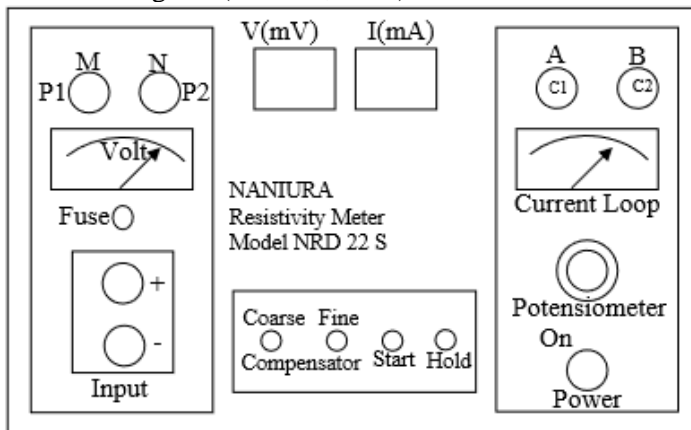 M N
P1 P2
Volt
Fuse
+
-
Input
V(mV) I(mA)
NANIURA
Resistivity Meter
Model NRD 22 S
Coarse Fine
Compensator Start Hold
A B
C1 C2
Current Loop
Potensiometer
On
Power